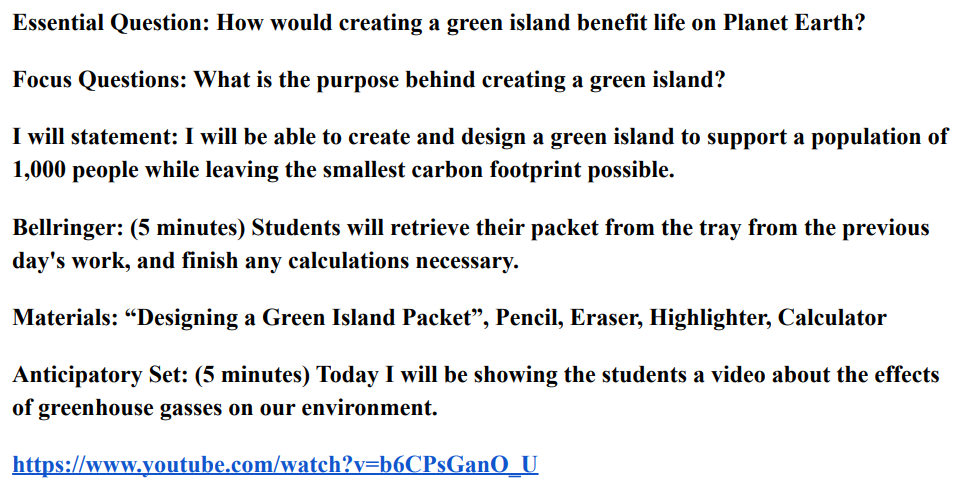 Essential Question: How would creating a green island benefit life on Planet Earth?
Focus Questions: What is the purpose behind creating a green island?
I will statement: I will be able to create and design a green island to support a population of
1,000 people while leaving the smallest carbon footprint possible.
Bellringer: (5 minutes) Students will retrieve their packet from the tray from the previous
day's work, and finish any calculations necessary.
Materials: “Designing a Green Island Packet”, Pencil, Eraser, Highlighter, Calculator
Anticipatory Set: (5 minutes) Today I will be showing the students a video about the effects
of greenhouse gasses on our environment.
https://www.youtube.com/watch?v=b6CPsGanO_U